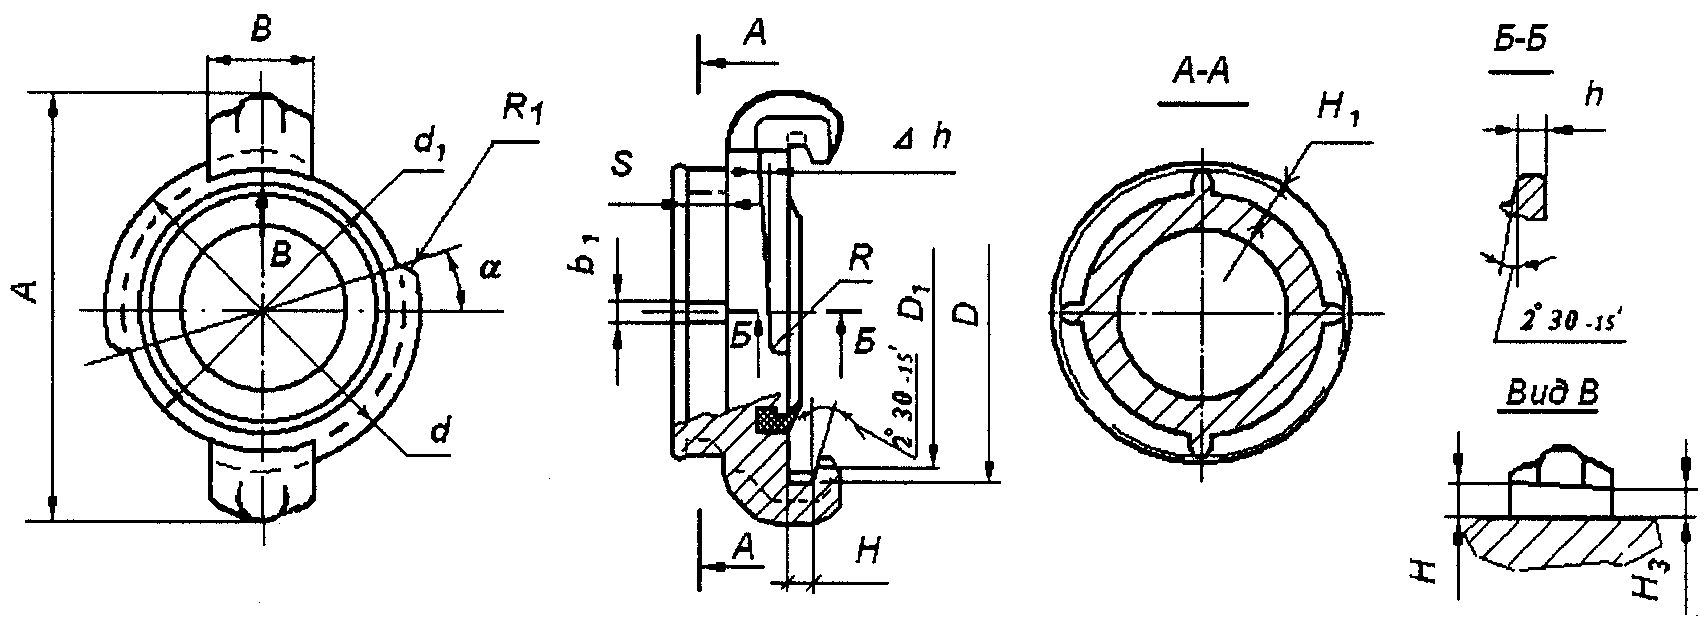 B
A
R1
d1
B
α
A
d
A
S
Δ h
b1
R
D1
D
Б
Б
2°30-15'
A
H
A-A
H1
Б-Б
h
2°30-15'
Вид В
H
H3